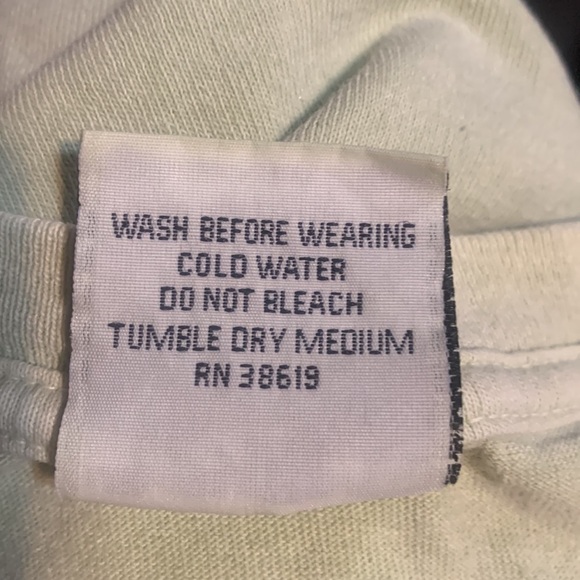 WASH BEFORE WEARING
COLD WATER
DO NOT BLEACH
TUMBLE DRY MEDIUM
RN 38619